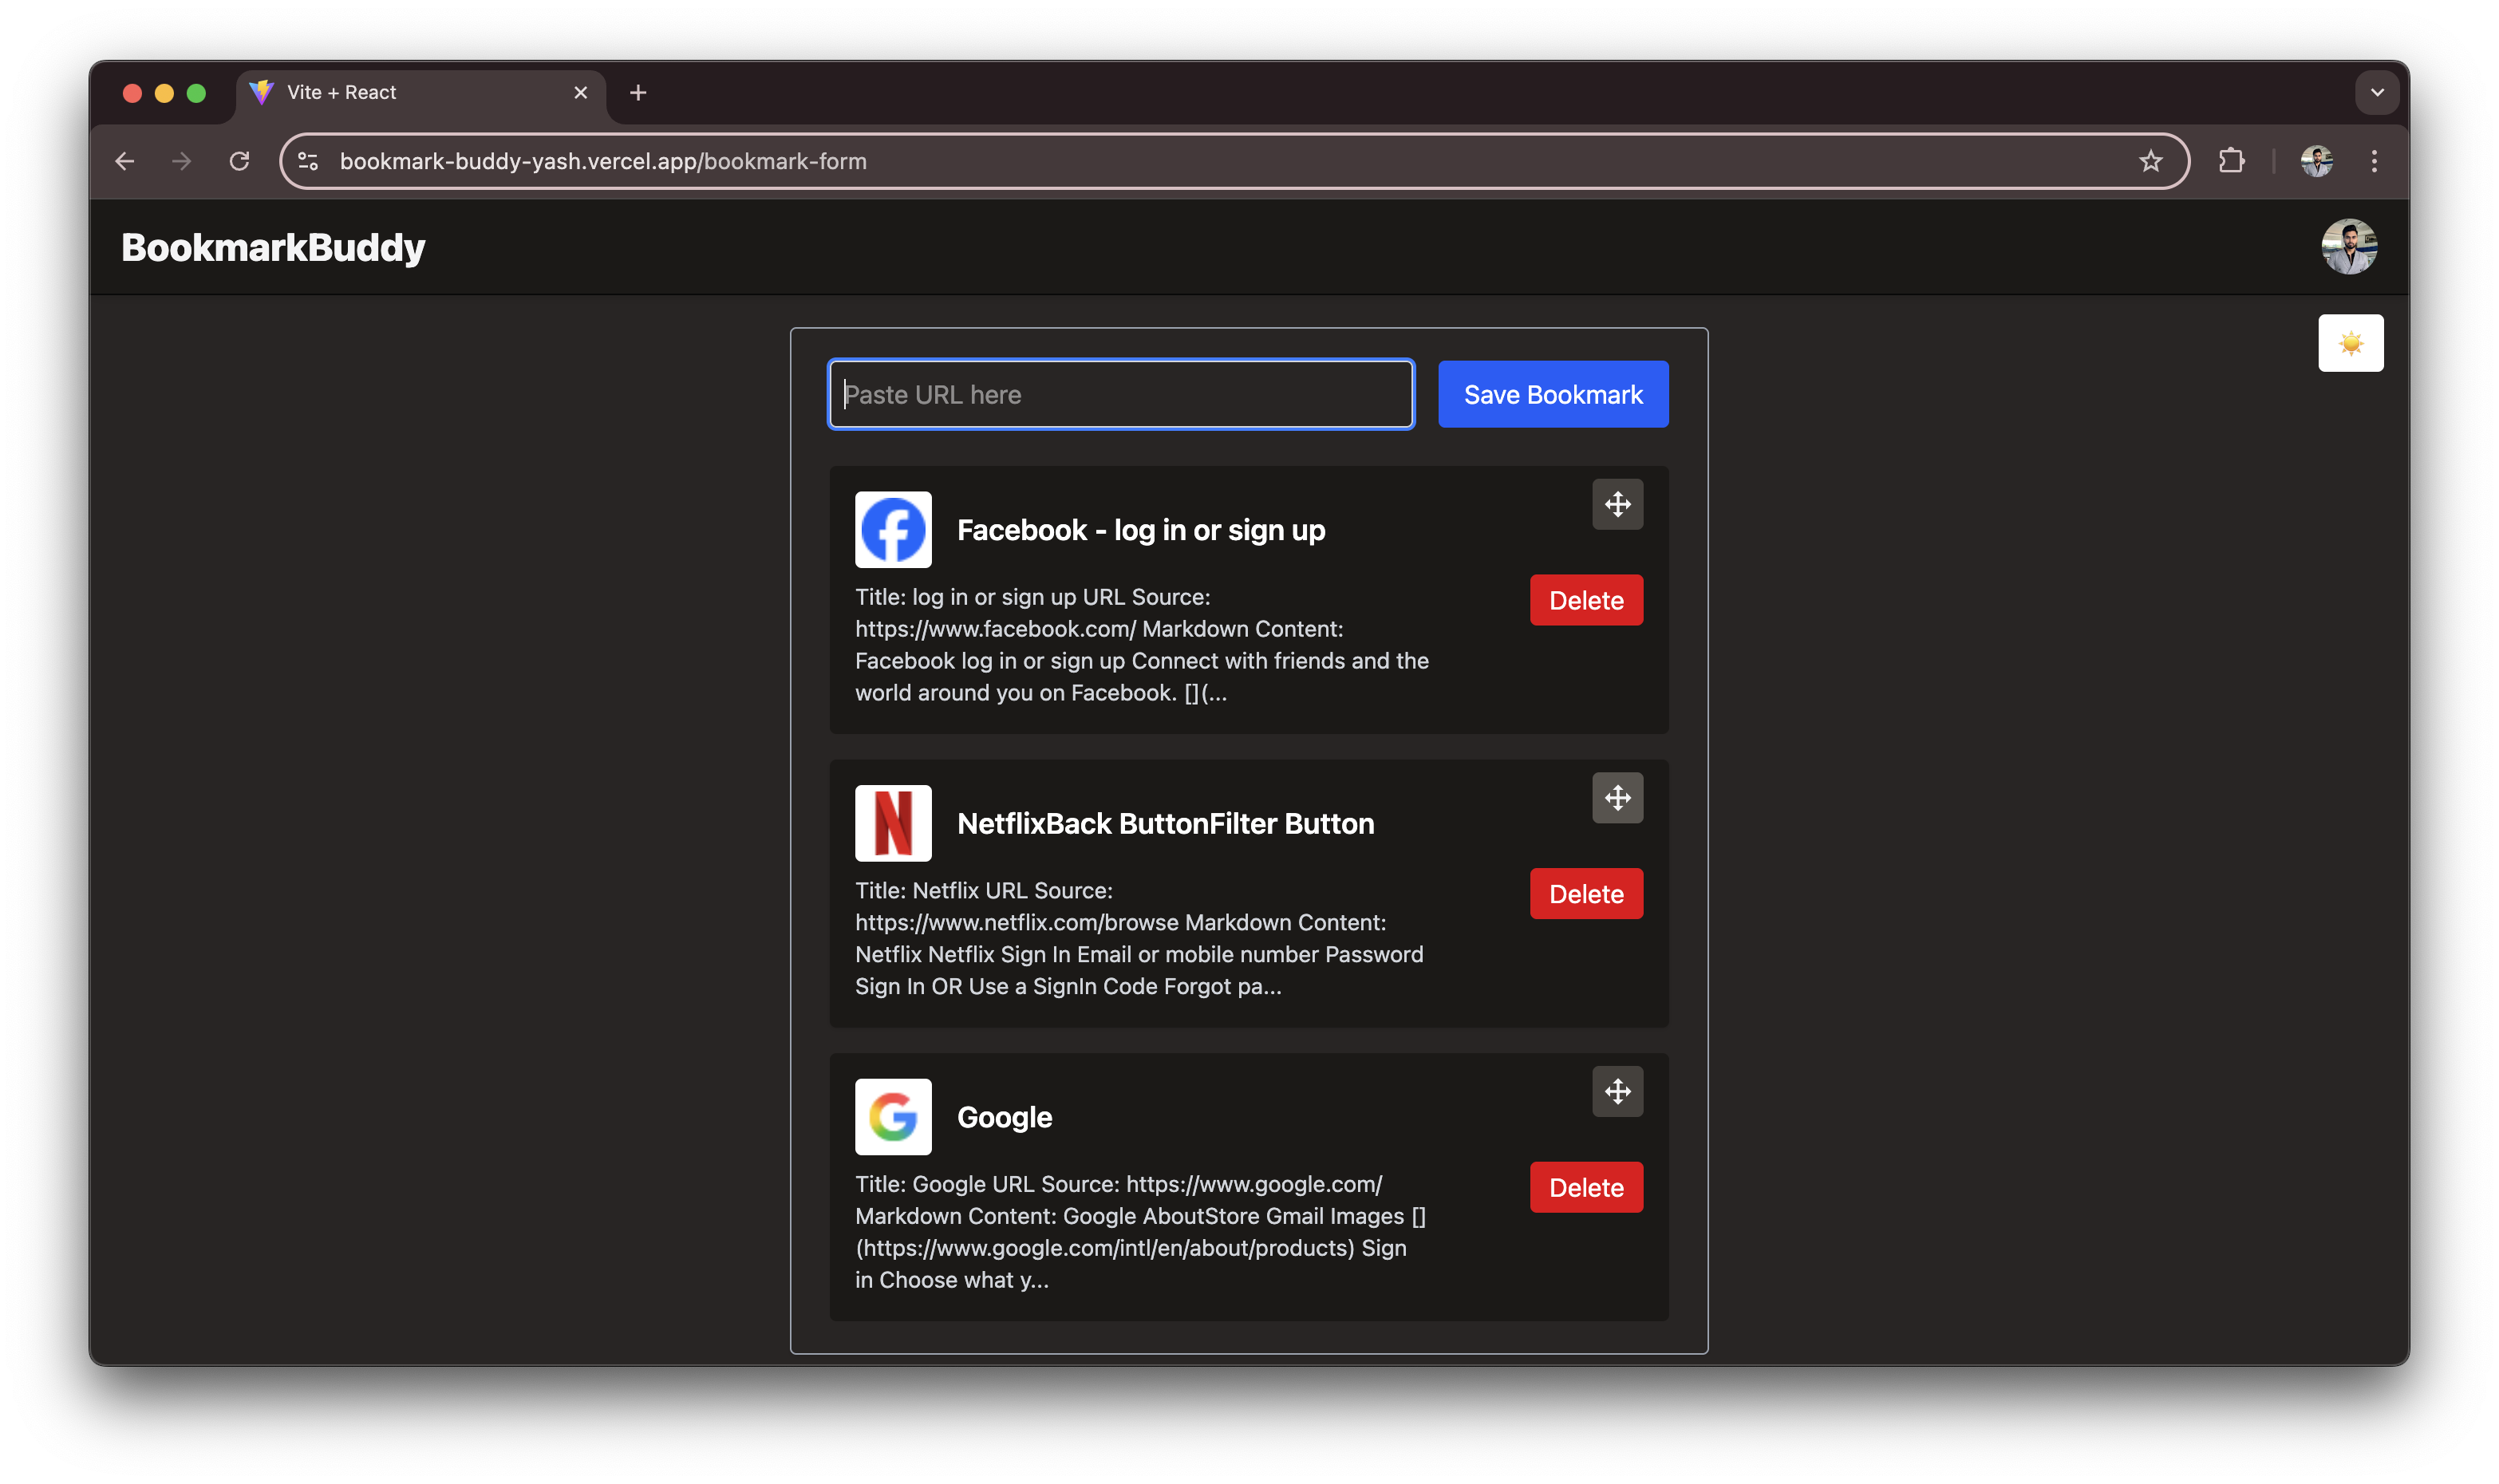 Vite + React
bookmark-buddy-yash.vercel.app/bookmark-form
BookmarkBuddy
Paste URL here
Save Bookmark
Facebook - log in or sign up
Title: log in or sign up URL Source:
https://www.facebook.com/ Markdown Content:
Facebook log in or sign up Connect with friends and the
world around you on Facebook. [](...
Delete
NetflixBack ButtonFilter Button
Title: Netflix URL Source:
https://www.netflix.com/browse Markdown Content:
Netflix Netflix Sign In Email or mobile number Password
Sign In OR Use a SignIn Code Forgot pa...
Delete
Google
Title: Google URL Source: https://www.google.com/
Markdown Content: Google AboutStore Gmail Images []
(https://www.google.com/intl/en/about/products) Sign
in Choose what y...
Delete